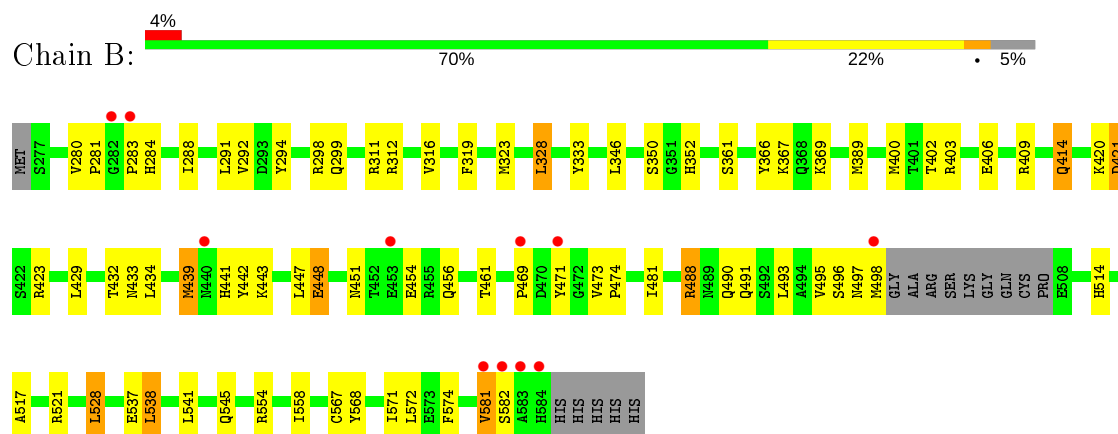 4%
Chain B:
70% 22% • 5%
MET S277 V280 P281 G282 P283 H284 I288 L291 V292 D293 Y294 R298 Q299 R311 R312 V316 F319 M323 L328 Y333 L346 S350 G351 H352 S361 Y366 K367 Q368 K369 M389 M400 T401 T402 R403 E406 R409 Q414 K420 D421
S422 R423 L429 T432 N433 L434 M439 N440 H441 Y442 K443 L447 E448 N451 T452 E453 E454 R455 Q456 T461 P469 D470 Y471 G472 V473 P474 I481 R488 N489 Q490 Q491 S492 L493 A494 V495 S496 N497 M498 GLY ALA ARG SER LYS GLY GLN CYS PRO E508 H514
A517 R521 L528 E537 L538 L541 Q545 R554 I558 C567 Y568 I571 L572 E573 F574 V581 S582 A583 H584 HIS HIS HIS HIS HIS